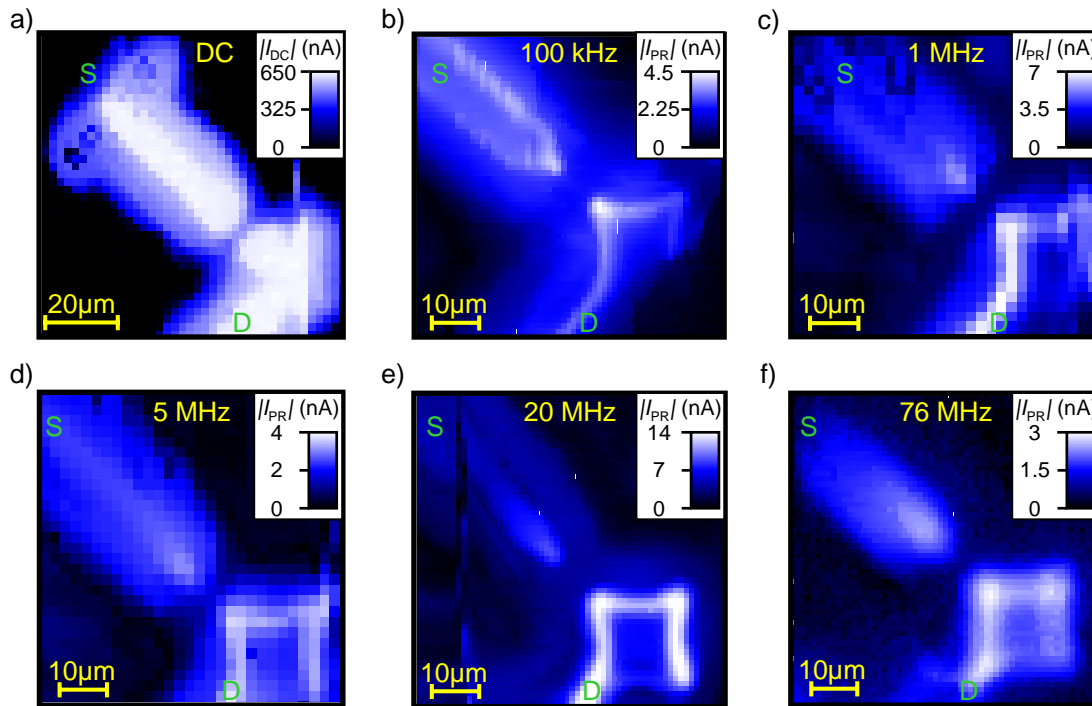 a)
S
DC
|I_DC| (nA)
650
325
0
20µm
D
b)
S
100 kHz
|I_PR| (nA)
4.5
2.25
0
10µm
D
c)
S
1 MHz
|I_PR| (nA)
7
3.5
0
10µm
D
d)
S
5 MHz
|I_PR| (nA)
4
2
0
10µm
D
e)
S
20 MHz
|I_PR| (nA)
14
7
0
10µm
D
f)
S
76 MHz
|I_PR| (nA)
3
1.5
0
10µm
D